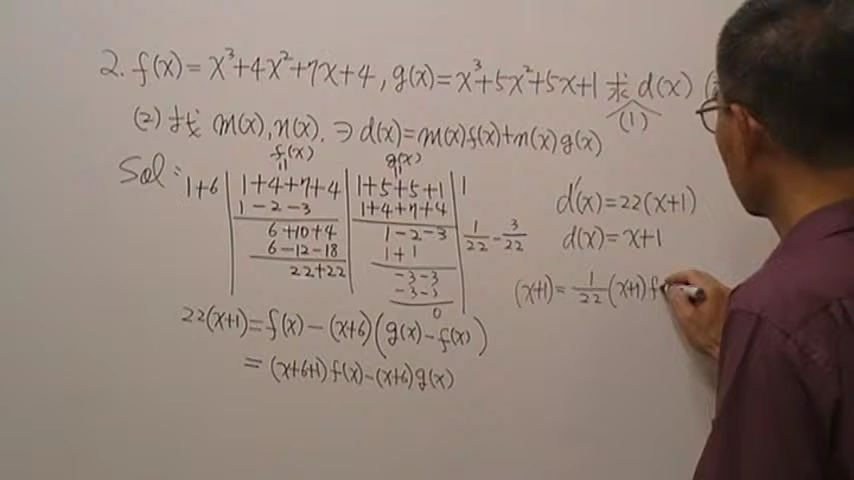 2. f(x)=x³+4x²+7x+4, g(x)=x³+5x²+5x+1 求 d(x) (
(1)
(2) 找 m(x), n(x). ⇒ d(x)=m(x)f(x)+n(x)g(x)
f(x) g(x)
Sol: 1+6 | 1+4+7+4 | 1+5+5+1 | 1
1-2-3 | 1+4+7+4
6+10+4 | 1-2-3 | 1/22 - 3/22
6-12-18 | 1+1
22+22 | -3-3
-3-3
0
22(x+1)=f(x)-(x+6)(g(x)-f(x))
=(x+6+1)f(x)-(x+6)g(x)
d'(x)=22(x+1)
d(x)=x+1
(x+1)=1/22(x+7)f